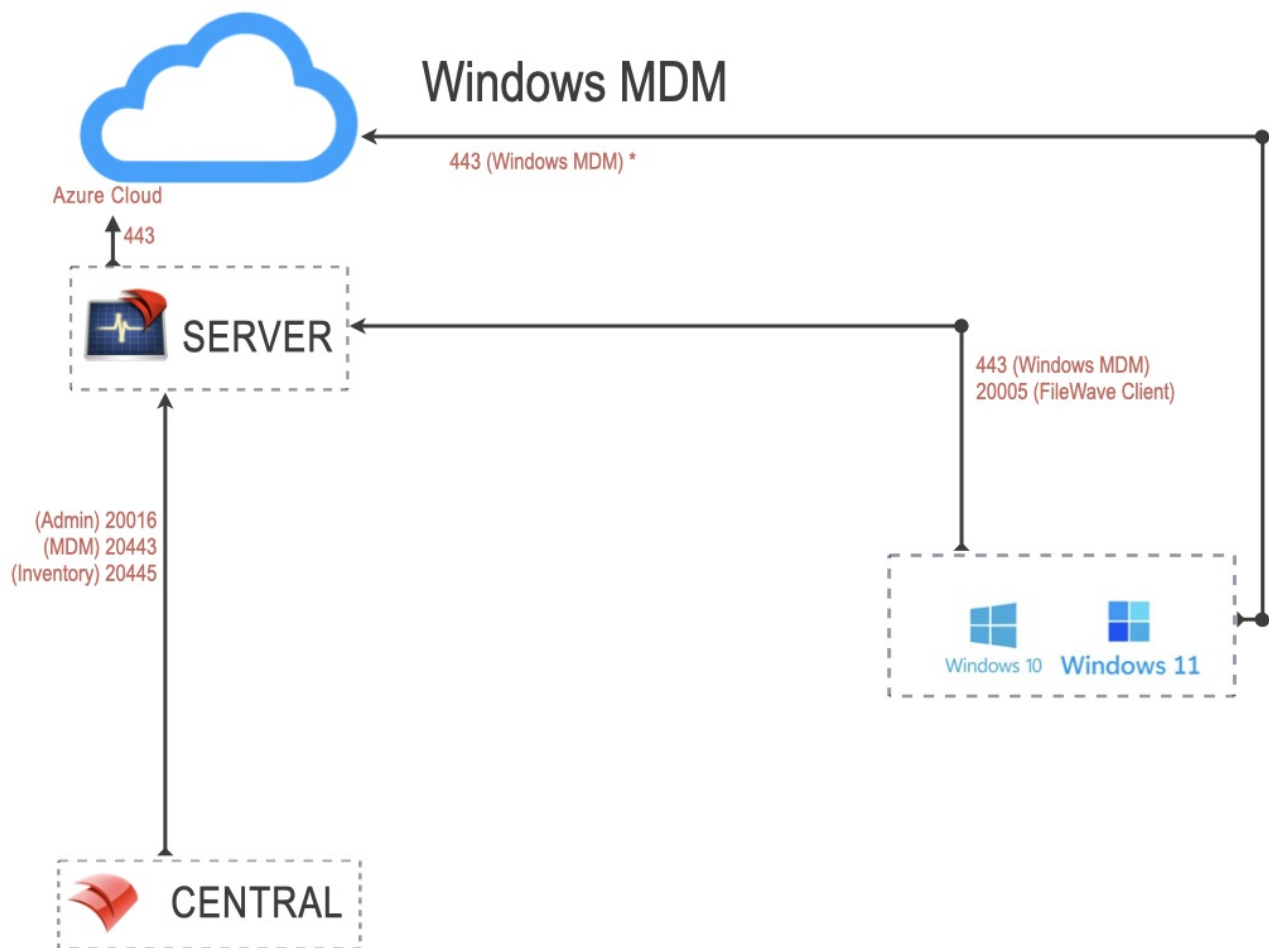 Windows MDM
443 (Windows MDM) *
Azure Cloud
443
SERVER
443 (Windows MDM)
20005 (FileWave Client)
(Admin) 20016
(MDM) 20443
(Inventory) 20445
Windows 10
Windows 11
CENTRAL